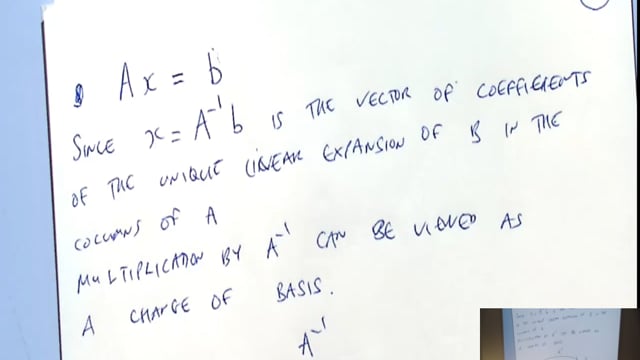 Ax = b
SINCE x = A⁻¹b IS THE VECTOR OF COEFFICIENTS
OF THE UNIQUE LINEAR EXPANSION OF B IN THE
COLUMNS OF A
MULTIPLICATION BY A⁻¹ CAN BE VIEWED AS
A CHANGE OF BASIS.
A⁻¹